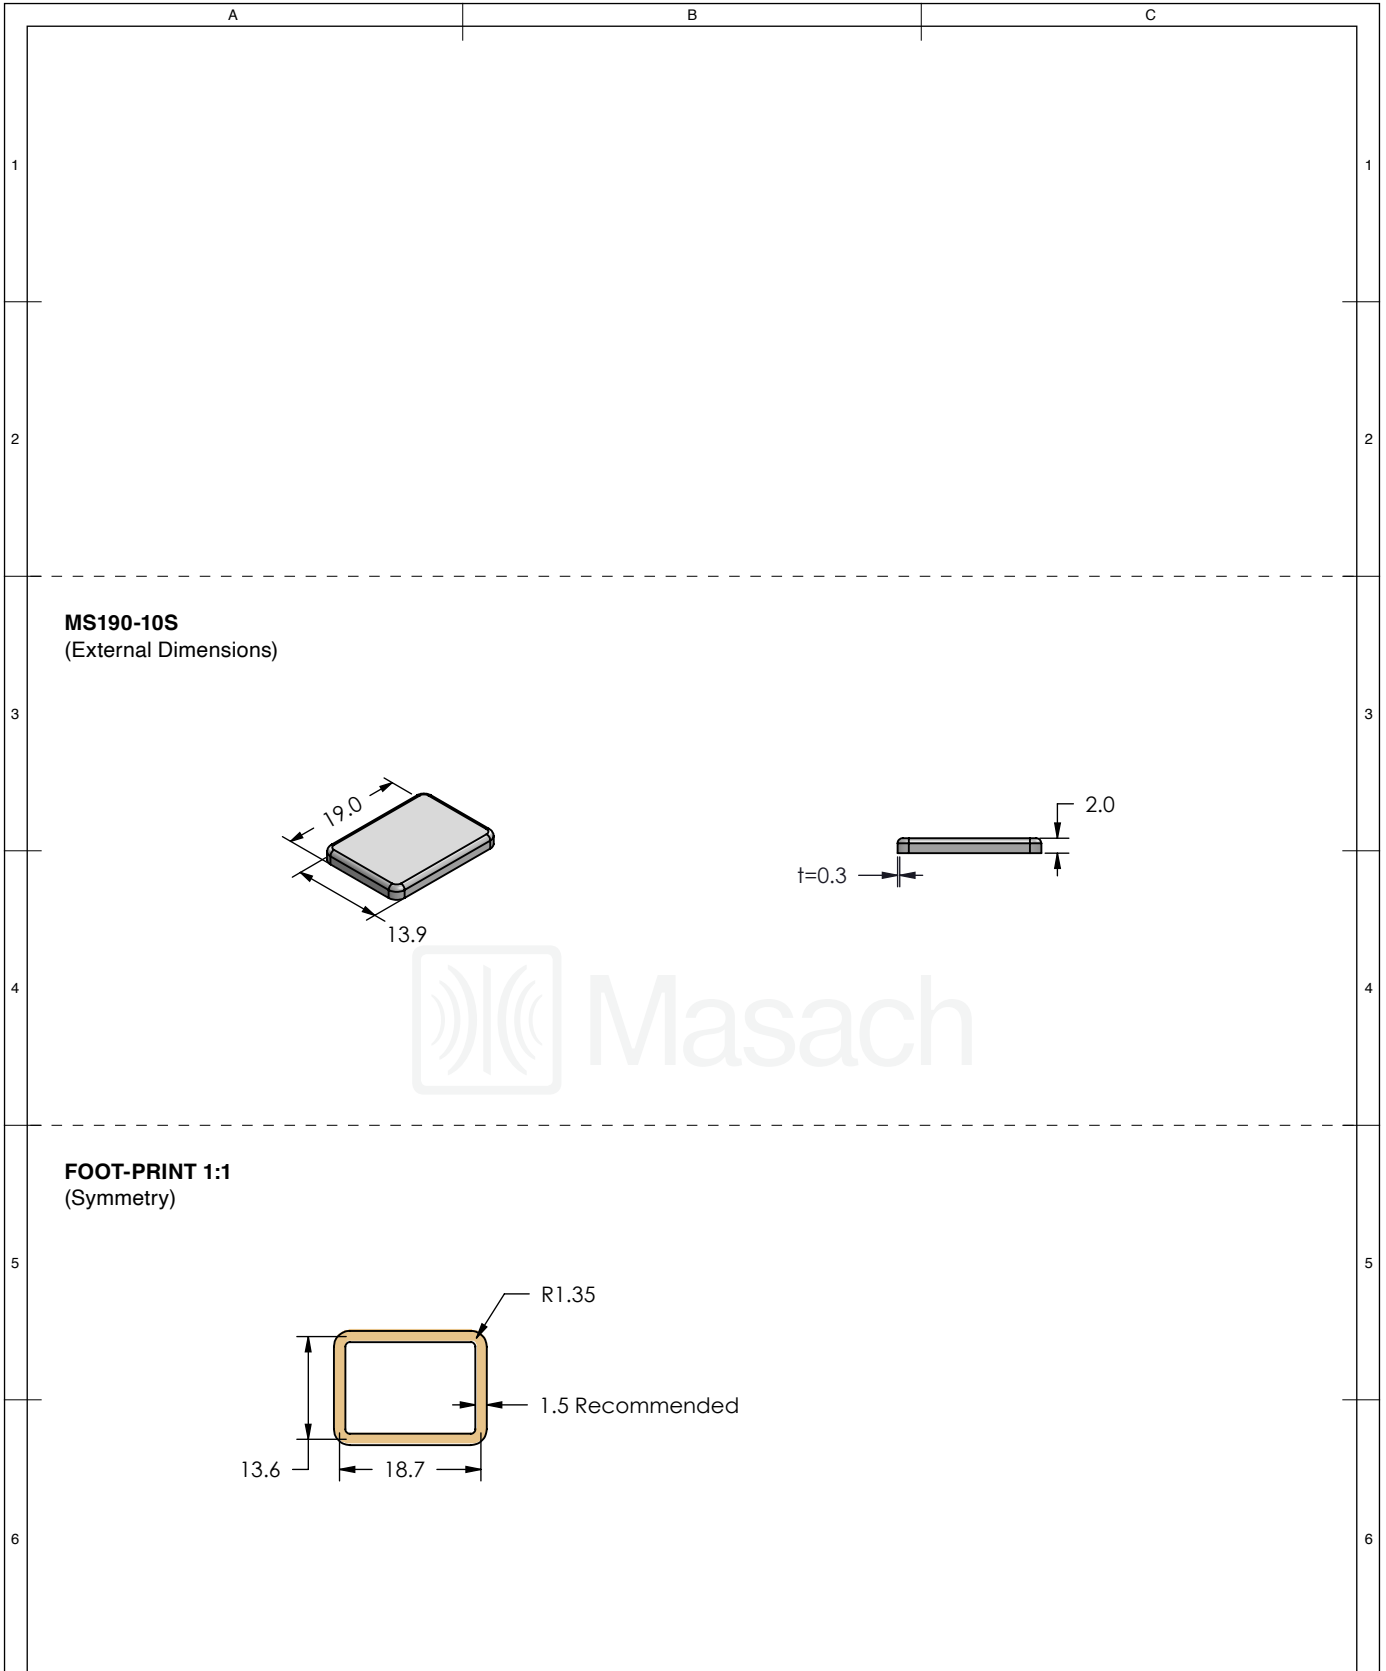 A B C
1 1
2 2
MS190-10S
(External Dimensions)
3 3
19.0
2.0
t=0.3
13.9
Masach
4 4
FOOT-PRINT 1:1
(Symmetry)
5 5
R1.35
1.5 Recommended
13.6 18.7
6 6